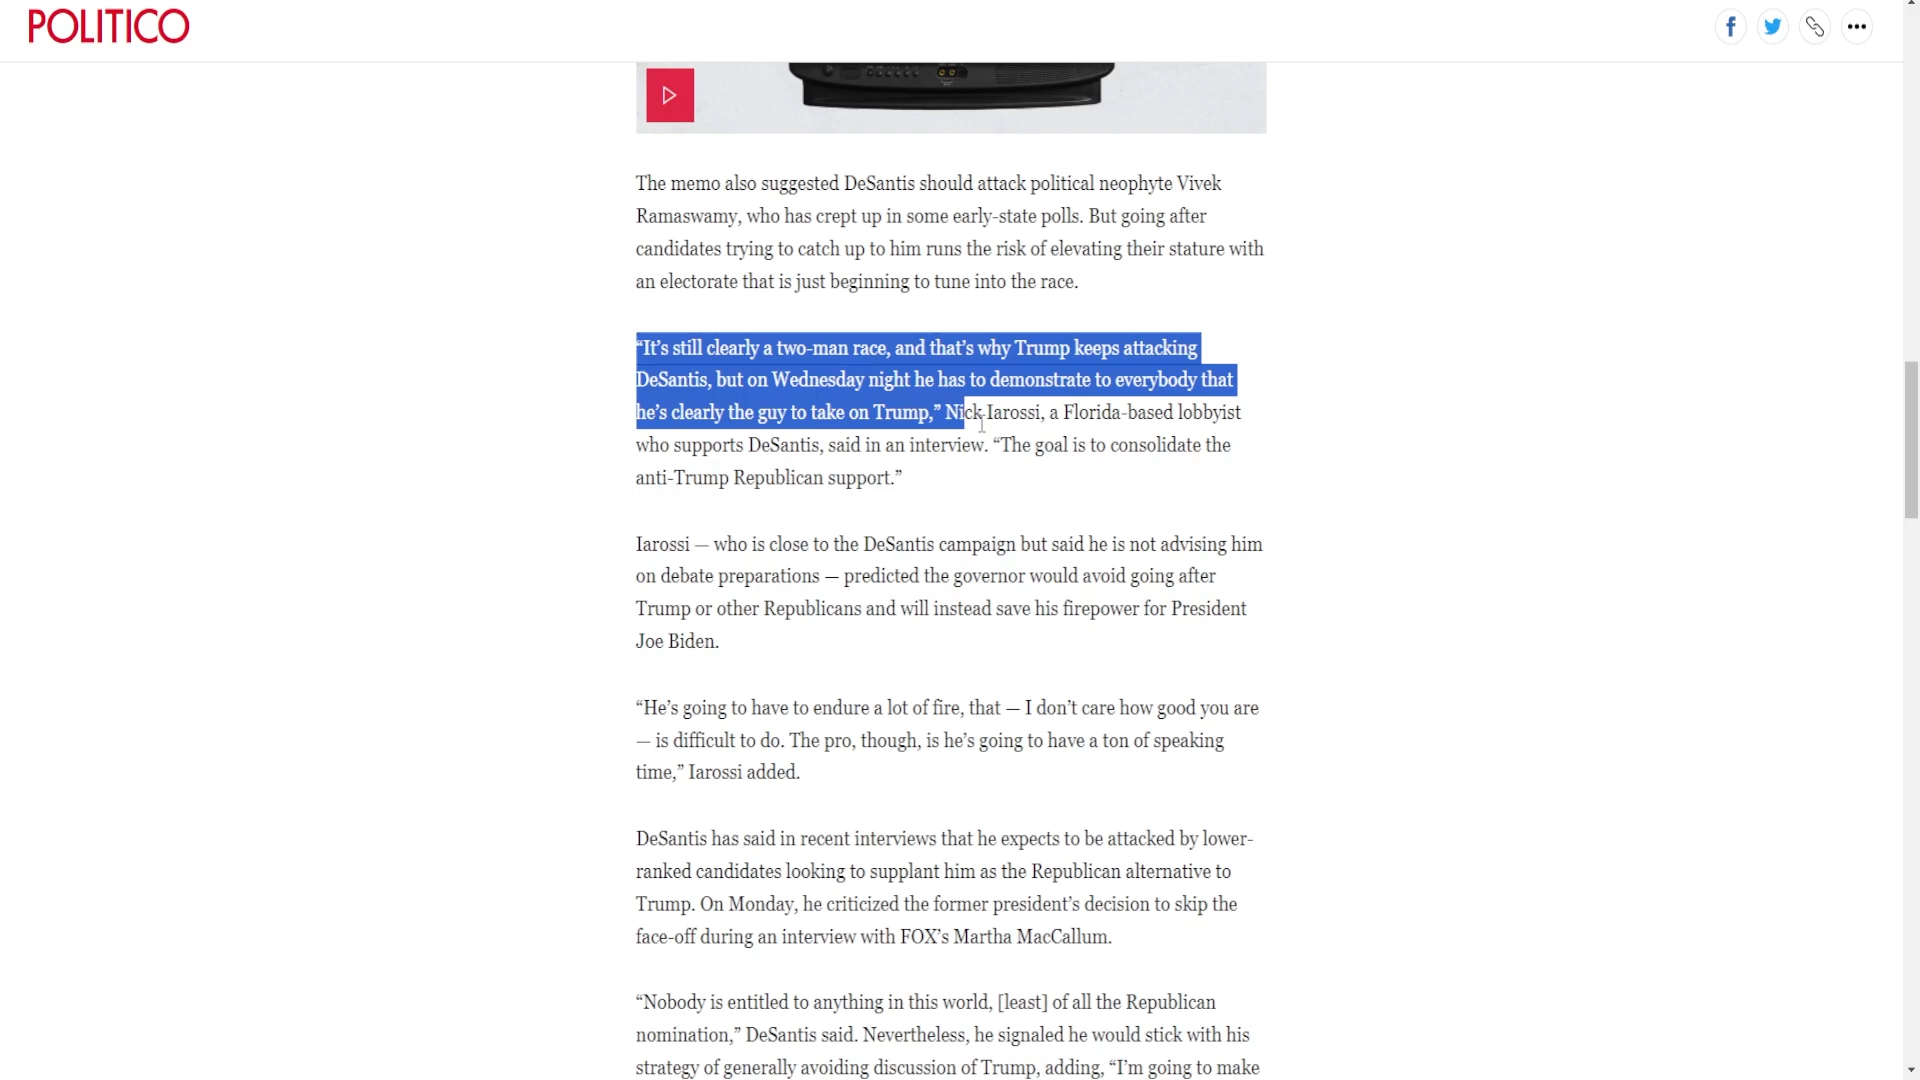 POLITICO
The memo also suggested DeSantis should attack political neophyte Vivek
Ramaswamy, who has crept up in some early-state polls. But going after
candidates trying to catch up to him runs the risk of elevating their stature with
an electorate that is just beginning to tune into the race.
“It’s still clearly a two-man race, and that’s why Trump keeps attacking
DeSantis, but on Wednesday night he has to demonstrate to everybody that
he’s clearly the guy to take on Trump,” Nick Iarossi, a Florida-based lobbyist
who supports DeSantis, said in an interview. “The goal is to consolidate the
anti-Trump Republican support.”
Iarossi — who is close to the DeSantis campaign but said he is not advising him
on debate preparations — predicted the governor would avoid going after
Trump or other Republicans and will instead save his firepower for President
Joe Biden.
“He’s going to have to endure a lot of fire, that — I don’t care how good you are
— is difficult to do. The pro, though, is he’s going to have a ton of speaking
time,” Iarossi added.
DeSantis has said in recent interviews that he expects to be attacked by lower-
ranked candidates looking to supplant him as the Republican alternative to
Trump. On Monday, he criticized the former president’s decision to skip the
face-off during an interview with FOX’s Martha MacCallum.
“Nobody is entitled to anything in this world, [least] of all the Republican
nomination,” DeSantis said. Nevertheless, he signaled he would stick with his
strategy of generally avoiding discussion of Trump, adding, “I’m going to make